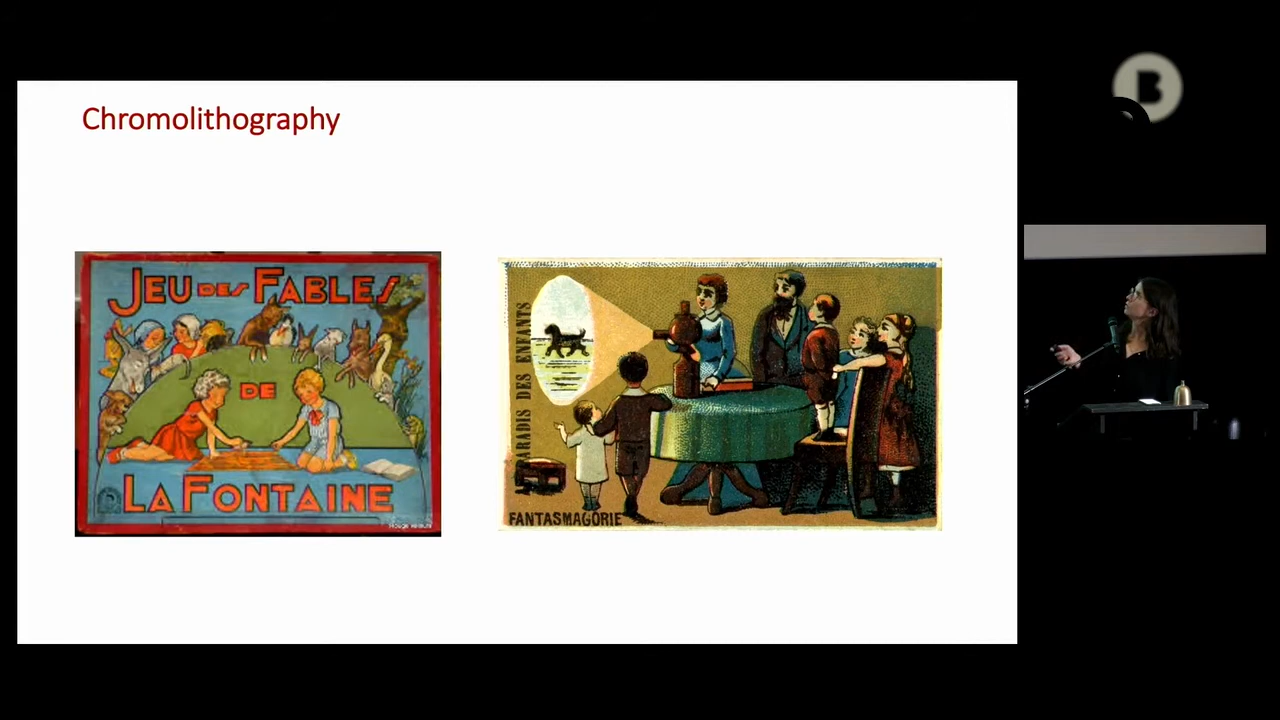 Chromolithography
JEU DES FABLES
DE
LA FONTAINE
PARADIS DES ENFANTS
FANTASMAGORIE
B